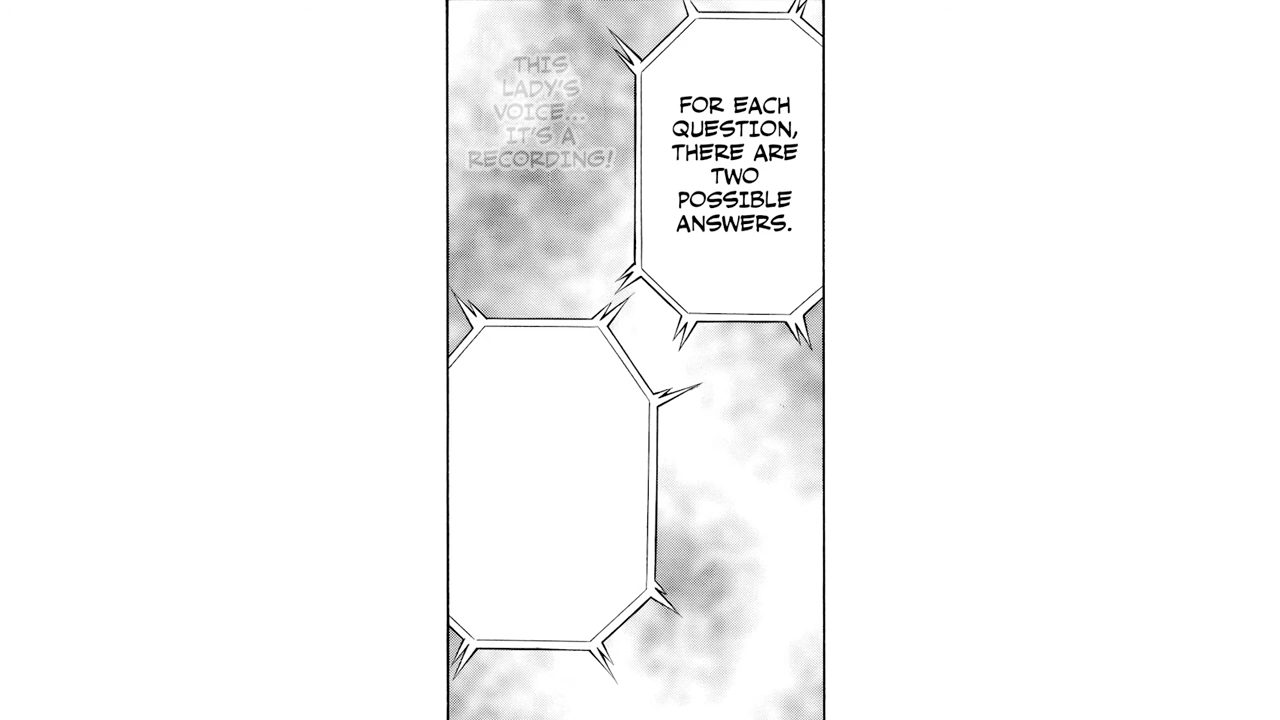 FOR EACH
QUESTION,
THERE ARE
TWO
POSSIBLE
ANSWERS.
THIS
LADY'S
VOICE...
IT'S A
RECORDING!